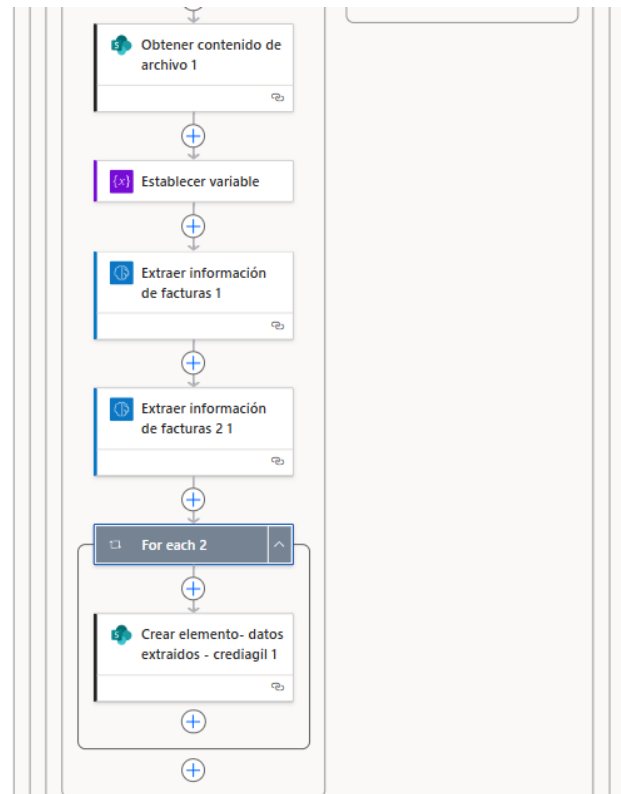 Obtener contenido de
archivo 1
{x} Establecer variable
Extraer información
de facturas 1
Extraer información
de facturas 2 1
For each 2
Crear elemento- datos
extraidos - crediagil 1